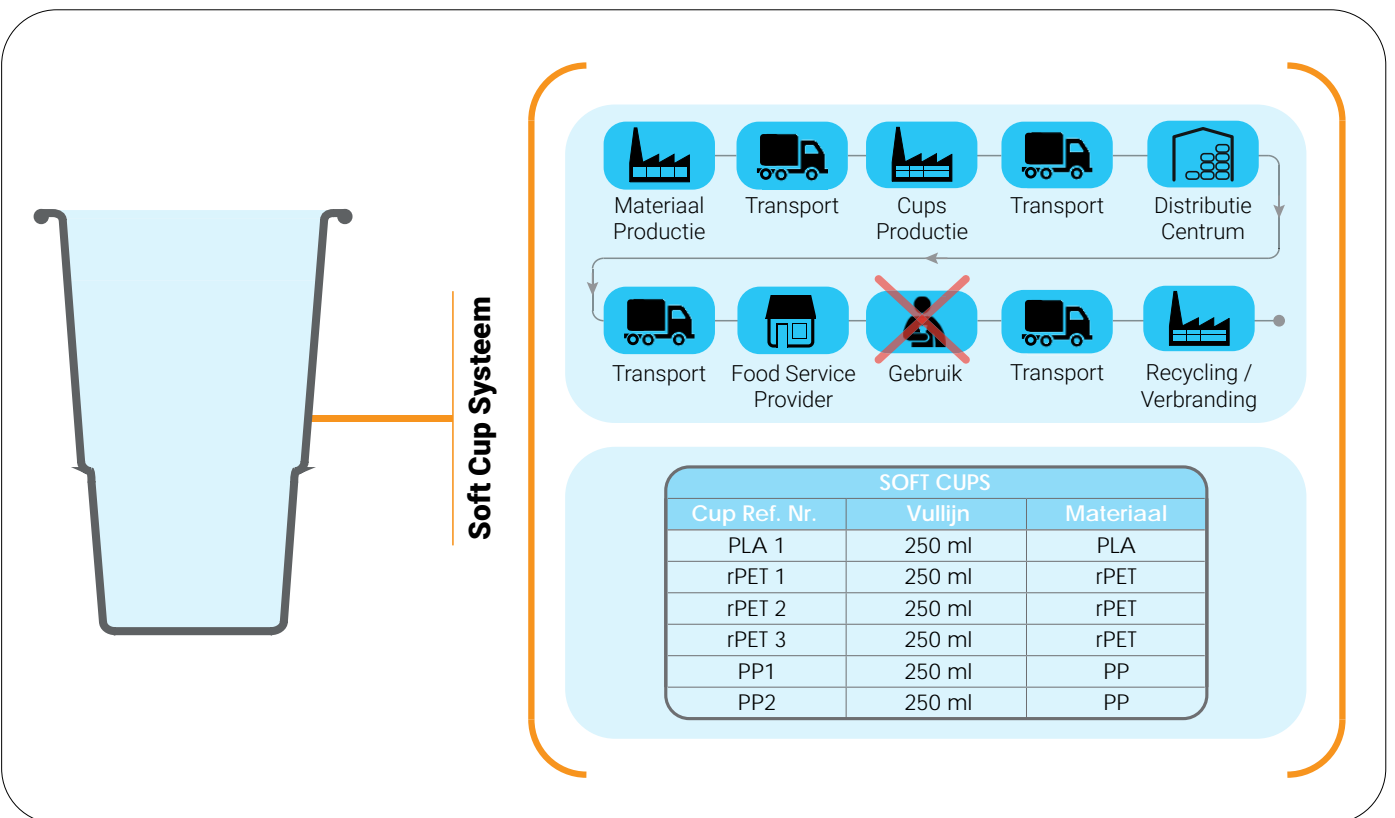 Soft Cup Systeem
Materiaal
Productie
Transport
Cups
Productie
Transport
Distributie
Centrum
Transport
Food Service
Provider
Gebruik
Transport
Recycling /
Verbranding
SOFT CUPS
Cup Ref. Nr. Vullijn Materiaal
PLA 1 250 ml PLA
rPET 1 250 ml rPET
rPET 2 250 ml rPET
rPET 3 250 ml rPET
PP1 250 ml PP
PP2 250 ml PP